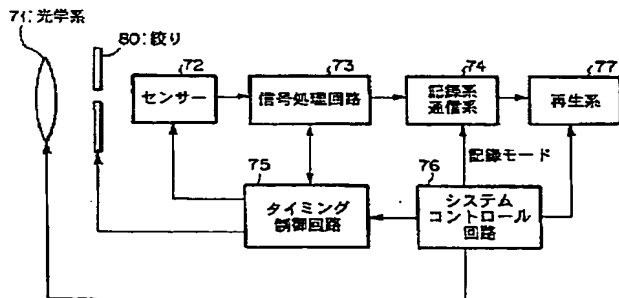 71:光学系
80:絞り
72
センサー
73
信号処理回路
74
記録系
通信系
77
再生系
記録モード
75
タイミング
制御回路
76
システム
コントロール
回路